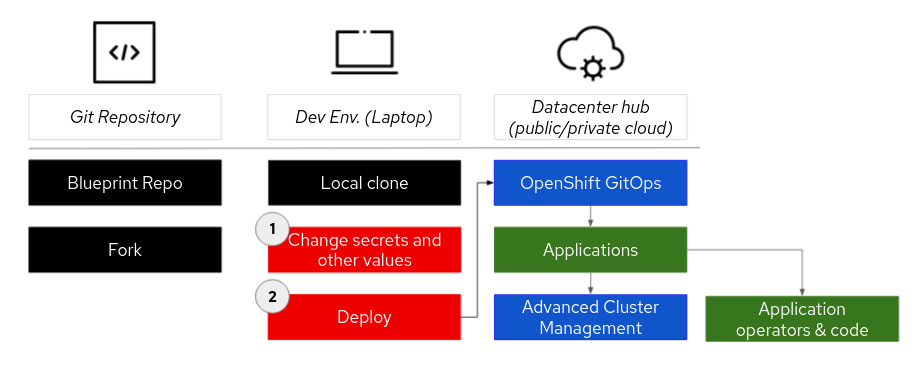 </>
Git Repository
Dev Env. (Laptop)
Datacenter hub
(public/private cloud)
Blueprint Repo
Local clone
OpenShift GitOps
Fork
1
Change secrets and
other values
Applications
2
Deploy
Advanced Cluster
Management
Application
operators & code